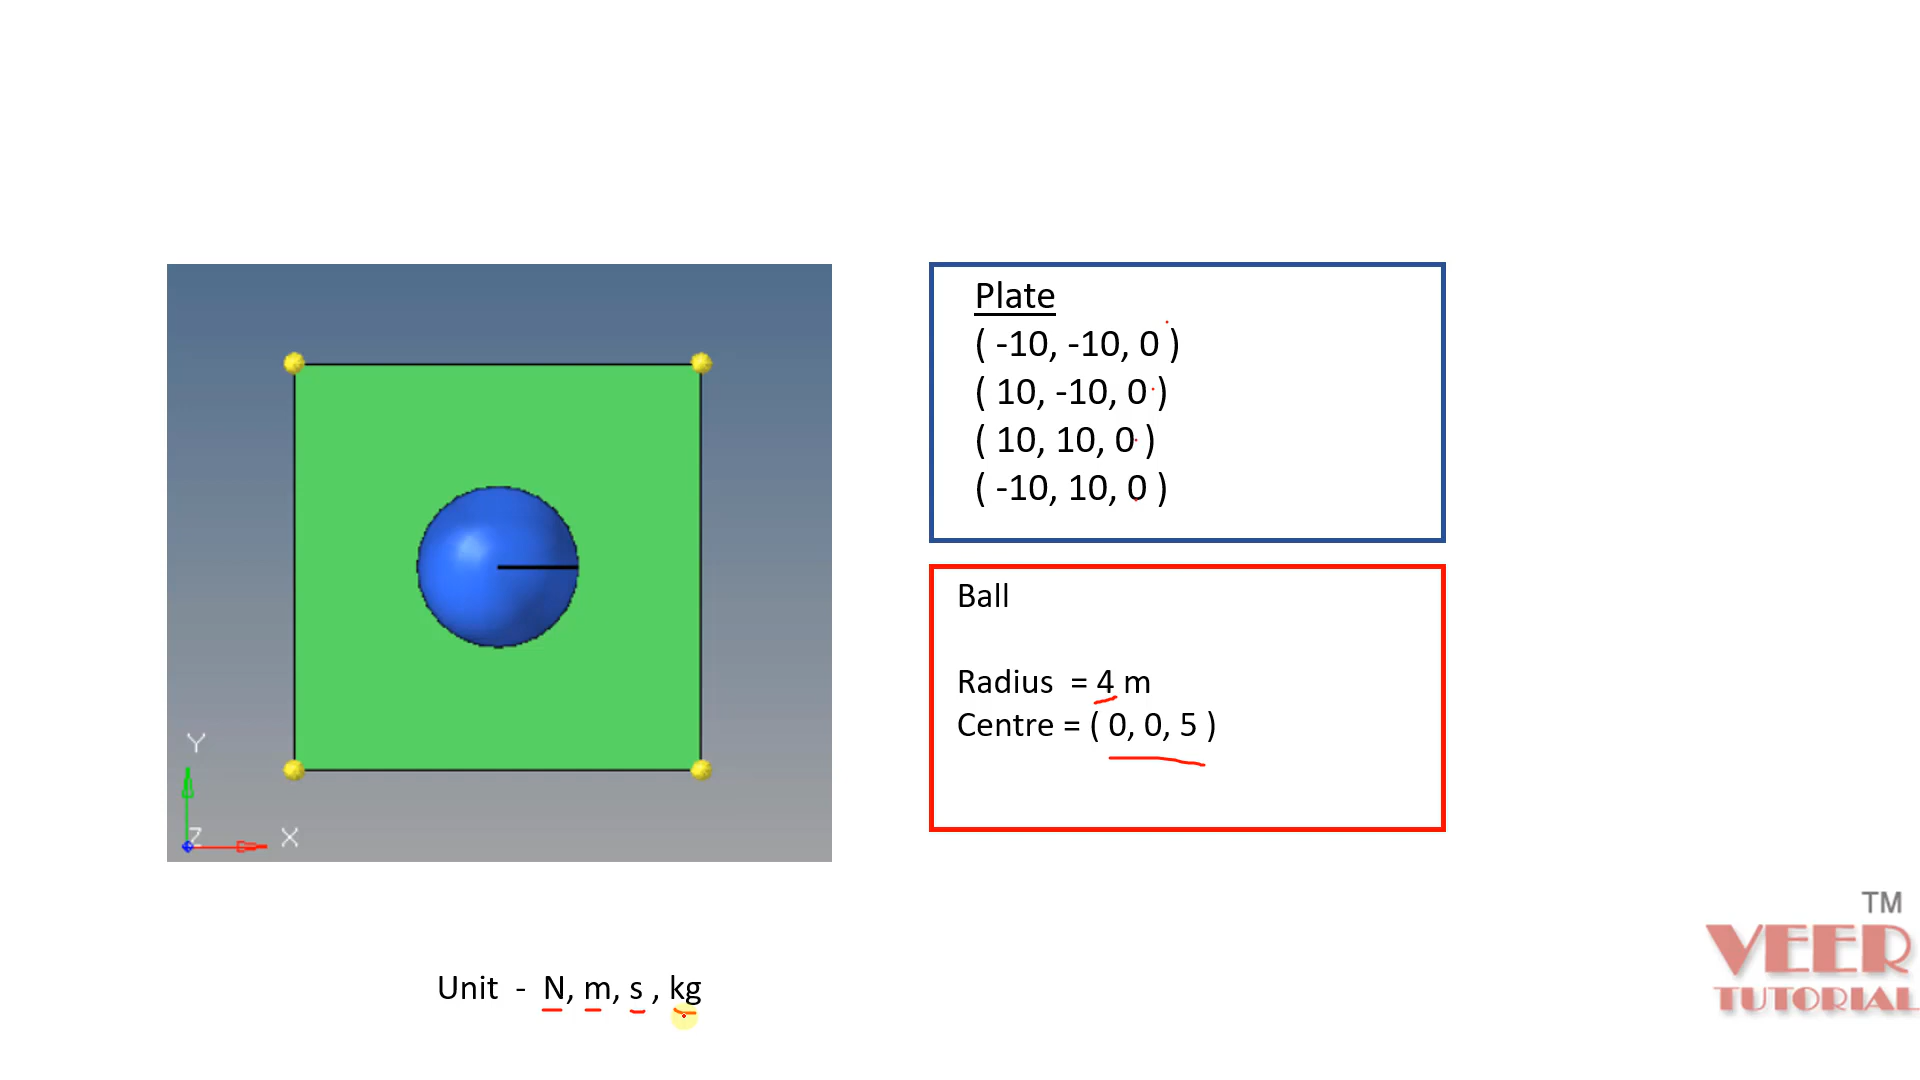 Plate
( -10, -10, 0 )
( 10, -10, 0 )
( 10, 10, 0 )
( -10, 10, 0 )
Ball
Radius = 4 m
Centre = ( 0, 0, 5 )
Y
Z
X
Unit - N, m, s , kg
TM
VEER
TUTORIAL